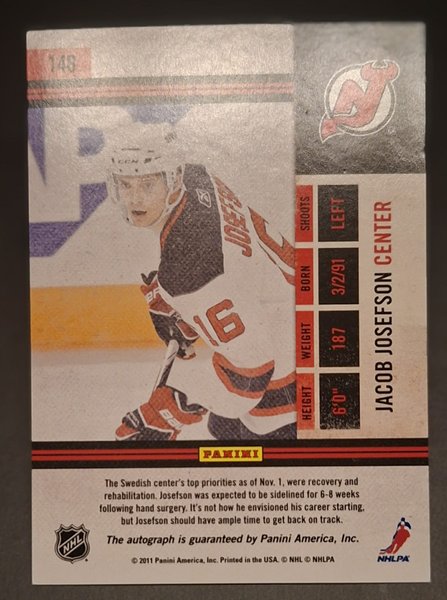 146
CCM
JOSEFSON
16
SHOOTS LEFT
BORN 3/2/91
WEIGHT 187
HEIGHT 6'0"
JACOB JOSEFSON CENTER
PANINI
The Swedish center's top priorities as of Nov. 1, were recovery and
rehabilitation. Josefson was expected to be sidelined for 6-8 weeks
following hand surgery. It's not how he envisioned his career starting,
but Josefson should have ample time to get back on track.
The autograph is guaranteed by Panini America, Inc.
NHL
NHLPA
© 2011 Panini America, Inc. Printed in the USA. © NHL © NHLPA